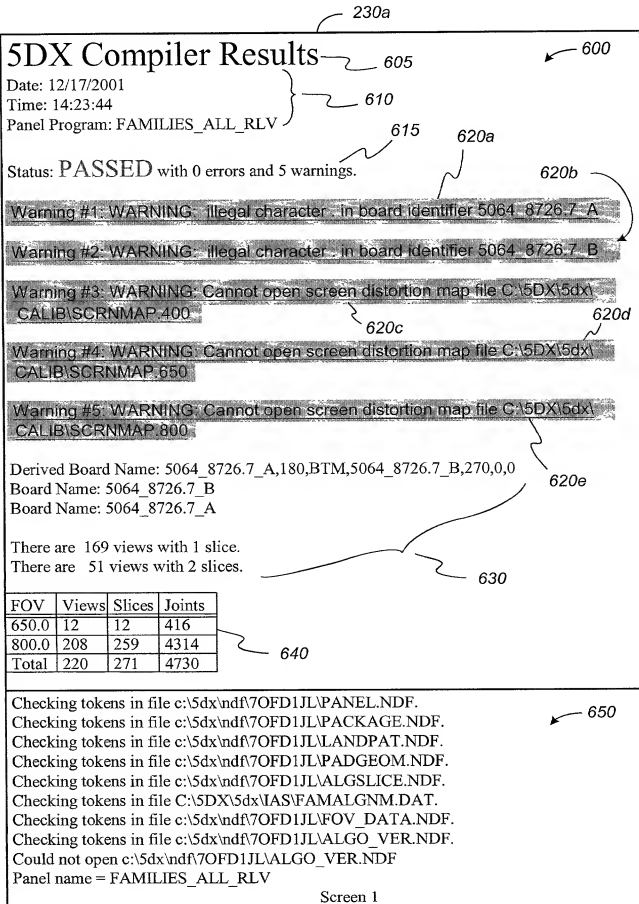 230a
5DX Compiler Results
605
600
Date: 12/17/2001
Time: 14:23:44
610
Panel Program: FAMILIES_ALL_RLV
615
620a
Status: PASSED with 0 errors and 5 warnings.
620b
Warning #1: WARNING: illegal character . in board identifier 5064_8726.7_A
Warning #2: WARNING: illegal character . in board identifier 5064_8726.7_B
Warning #3: WARNING: Cannot open screen distortion map file C:\5DX\5dx\
CALIB\SCRNMAP.400
620c
620d
Warning #4: WARNING: Cannot open screen distortion map file C:\5DX\5dx\
CALIB\SCRNMAP.650
Warning #5: WARNING: Cannot open screen distortion map file C:\5DX\5dx\
CALIB\SCRNMAP.800
620e
Derived Board Name: 5064_8726.7_A,180,BTM,5064_8726.7_B,270,0,0
Board Name: 5064_8726.7_B
Board Name: 5064_8726.7_A
There are 169 views with 1 slice.
There are 51 views with 2 slices.
630
FOV Views Slices Joints
650.0 12 12 416
800.0 208 259 4314
Total 220 271 4730
640
Checking tokens in file c:\5dx\ndf\7OFD1JL\PANEL.NDF.
650
Checking tokens in file c:\5dx\ndf\7OFD1JL\PACKAGE.NDF.
Checking tokens in file c:\5dx\ndf\7OFD1JL\LANDPAT.NDF.
Checking tokens in file c:\5dx\ndf\7OFD1JL\PADGEOM.NDF.
Checking tokens in file c:\5dx\ndf\7OFD1JL\ALGSLICE.NDF.
Checking tokens in file C:\5DX\5dx\IAS\FAMALGNM.DAT.
Checking tokens in file c:\5dx\ndf\7OFD1JL\FOV_DATA.NDF.
Checking tokens in file c:\5dx\ndf\7OFD1JL\ALGO_VER.NDF.
Could not open c:\5dx\ndf\7OFD1JL\ALGO_VER.NDF
Panel name = FAMILIES_ALL_RLV
Screen 1